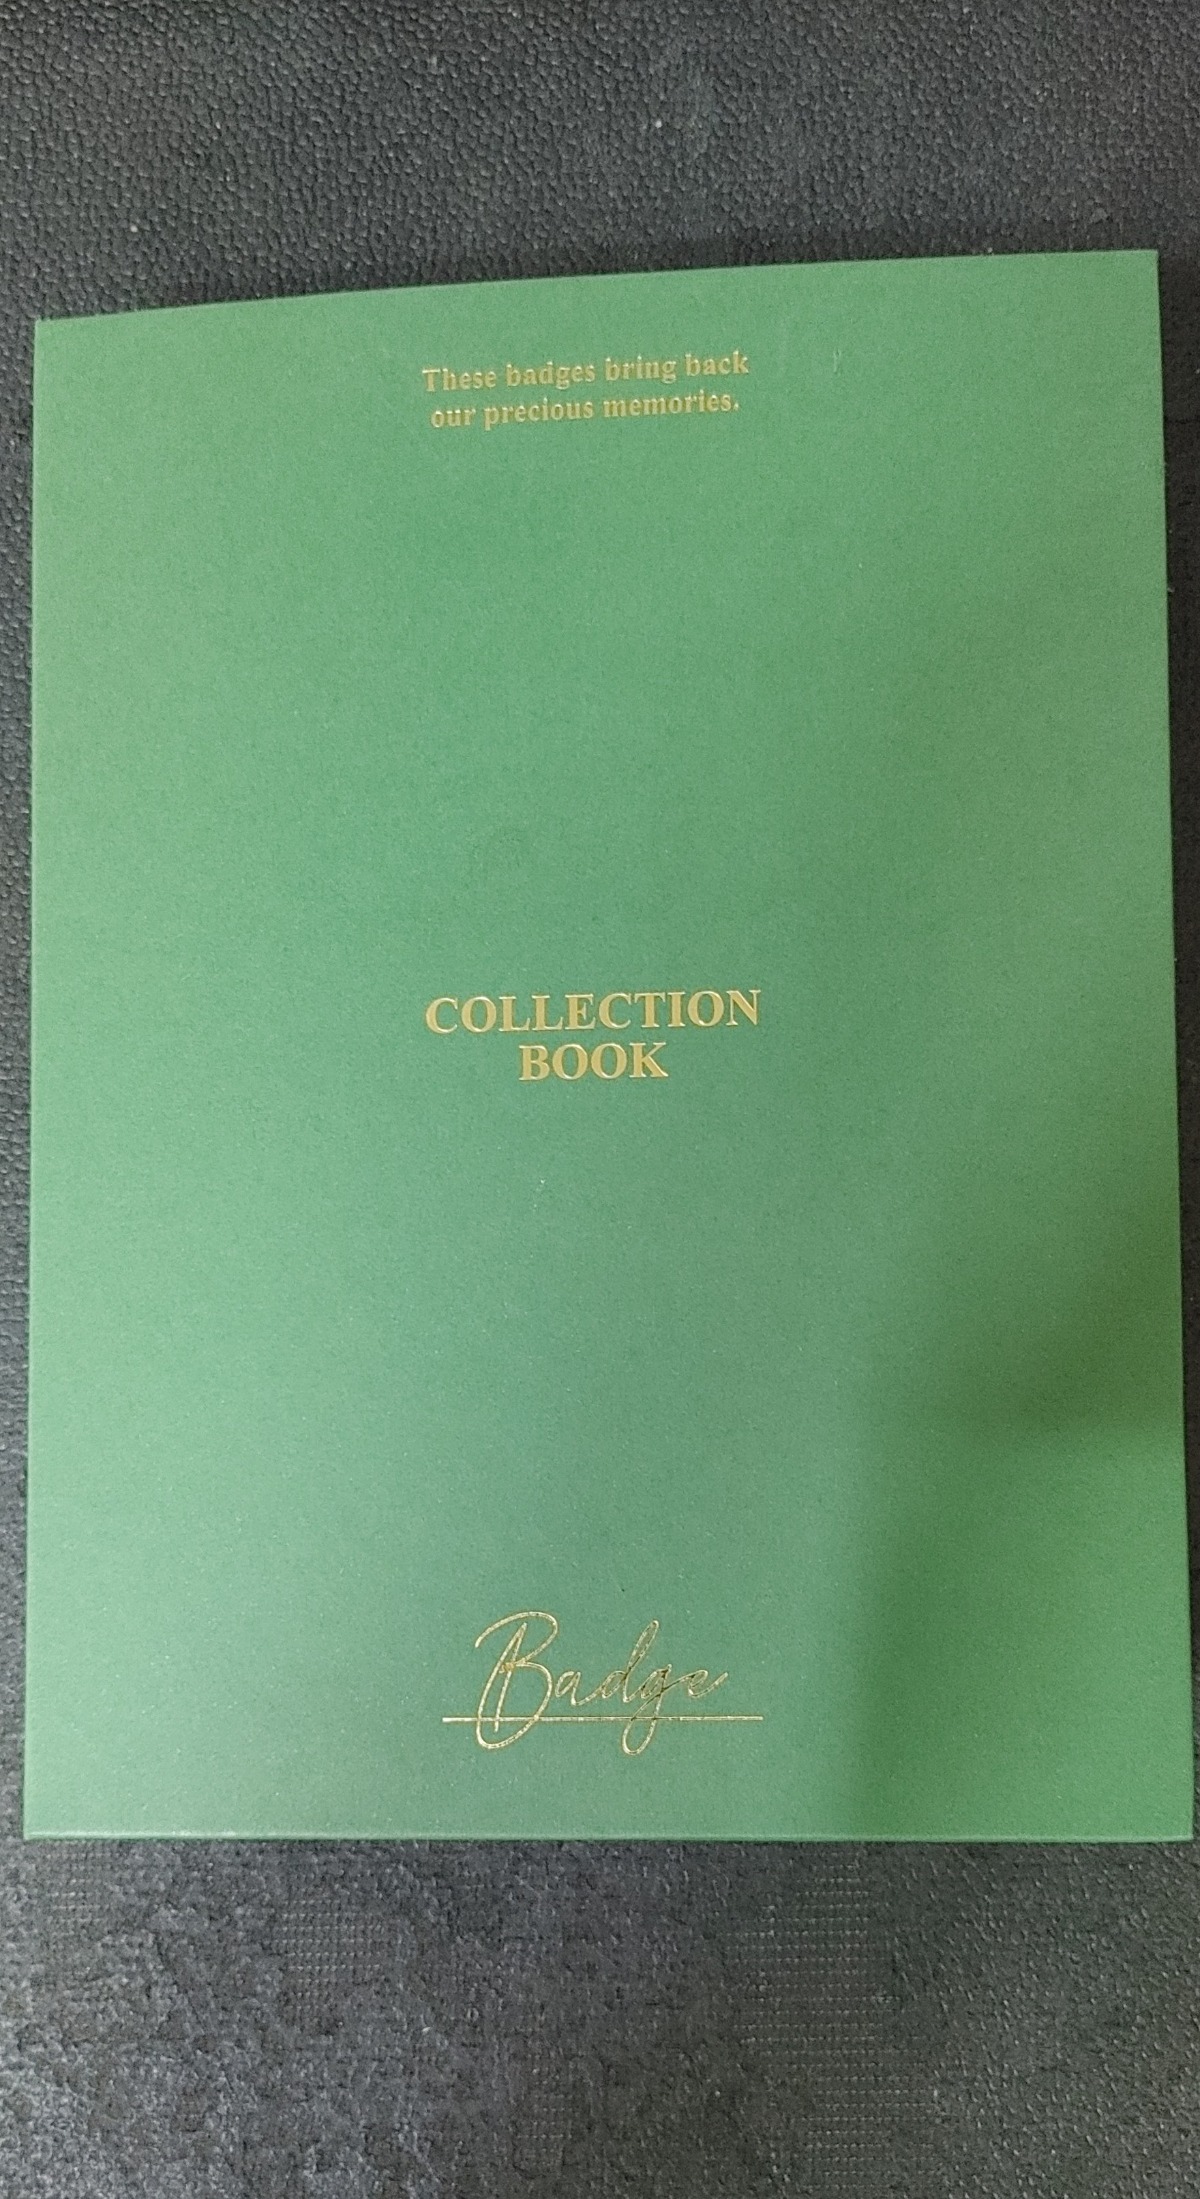 These badges bring back
our precious memories.
COLLECTION
BOOK
Badge